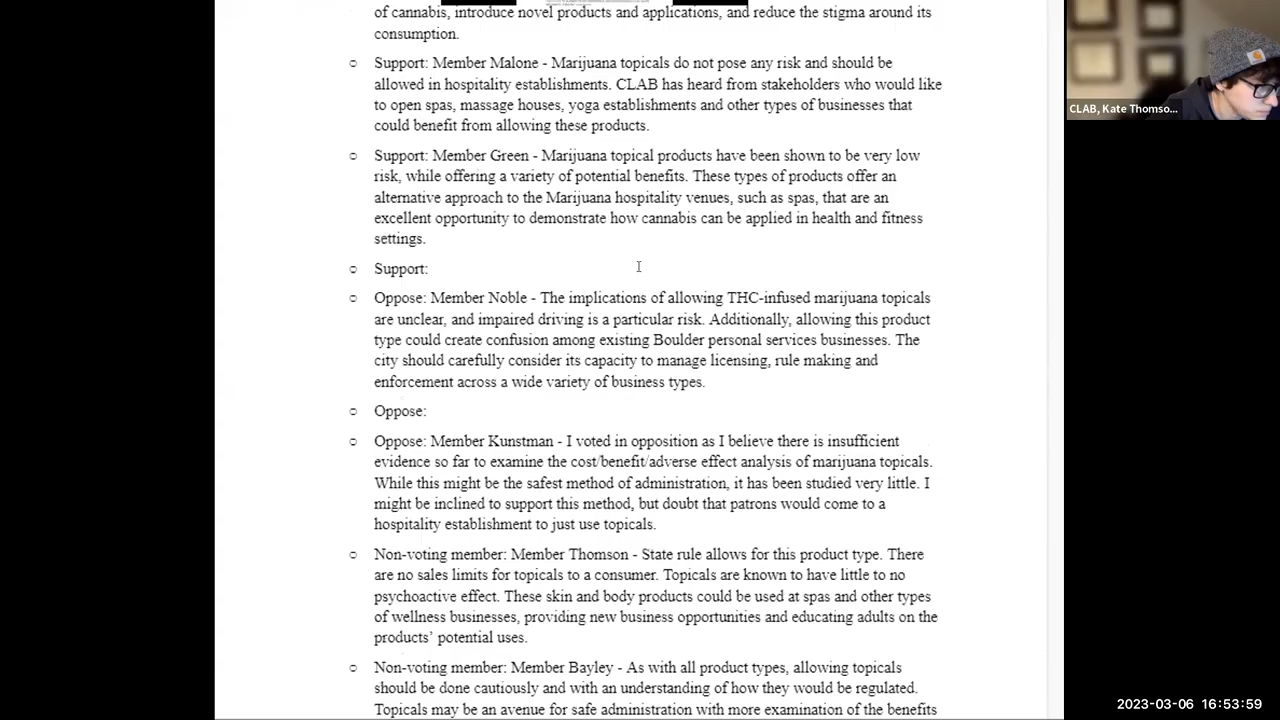 of cannabis, introduce novel products and applications, and reduce the stigma around its
consumption.
Support: Member Malone - Marijuana topicals do not pose any risk and should be
allowed in hospitality establishments. CLAB has heard from stakeholders who would like
to open spas, massage houses, yoga establishments and other types of businesses that
could benefit from allowing these products.
Support: Member Green - Marijuana topical products have been shown to be very low
risk, while offering a variety of potential benefits. These types of products offer an
alternative approach to the Marijuana hospitality venues, such as spas, that are an
excellent opportunity to demonstrate how cannabis can be applied in health and fitness
settings.
Support:
Oppose: Member Noble - The implications of allowing THC-infused marijuana topicals
are unclear, and impaired driving is a particular risk. Additionally, allowing this product
type could create confusion among existing Boulder personal services businesses. The
city should carefully consider its capacity to manage licensing, rule making and
enforcement across a wide variety of business types.
Oppose:
Oppose: Member Kunstman - I voted in opposition as I believe there is insufficient
evidence so far to examine the cost/benefit/adverse effect analysis of marijuana topicals.
While this might be the safest method of administration, it has been studied very little. I
might be inclined to support this method, but doubt that patrons would come to a
hospitality establishment to just use topicals.
Non-voting member: Member Thomson - State rule allows for this product type. There
are no sales limits for topicals to a consumer. Topicals are known to have little to no
psychoactive effect. These skin and body products could be used at spas and other types
of wellness businesses, providing new business opportunities and educating adults on the
products’ potential uses.
Non-voting member: Member Bayley - As with all product types, allowing topicals
should be done cautiously and with an understanding of how they would be regulated.
Topicals may be an avenue for safe administration with more examination of the benefits
CLAB, Kate Thomso...
2023-03-06 16:53:59